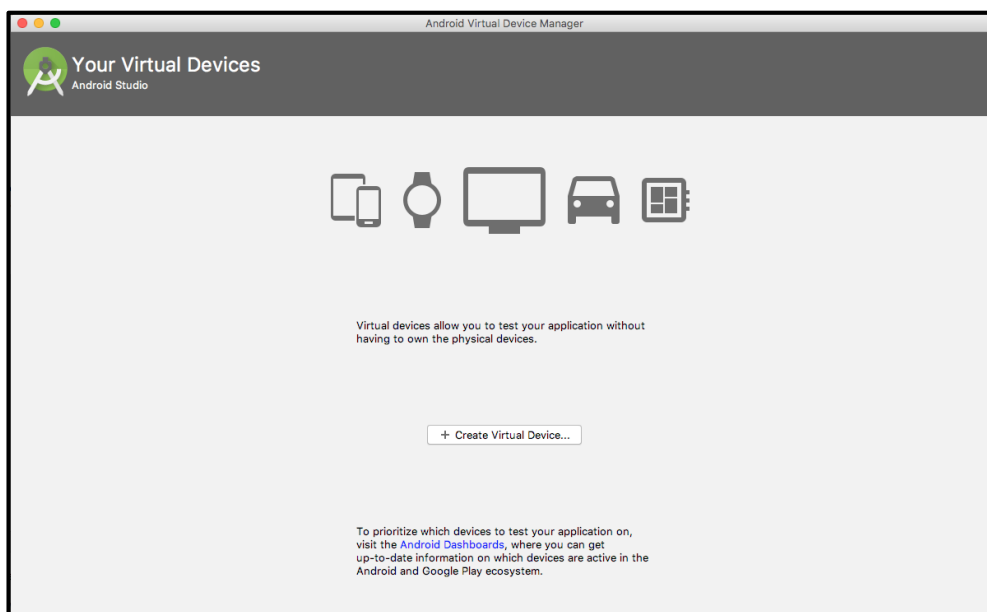 Android Virtual Device Manager
Your Virtual Devices
Android Studio
Virtual devices allow you to test your application without
having to own the physical devices.
+ Create Virtual Device...
To prioritize which devices to test your application on,
visit the Android Dashboards, where you can get
up-to-date information on which devices are active in the
Android and Google Play ecosystem.